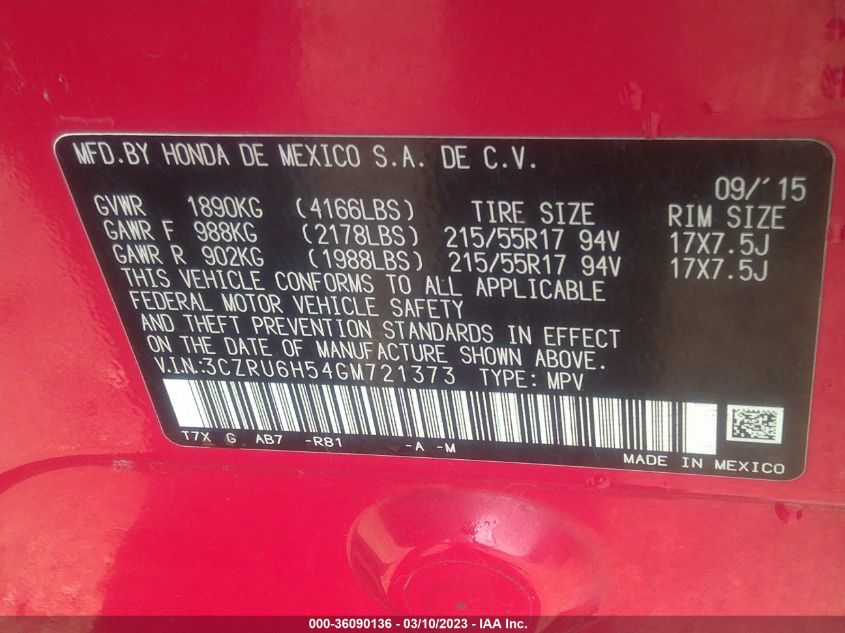 MFD.BY HONDA DE MEXICO S.A. DE C.V.
09/'15
GVWR 1890KG (4166LBS) TIRE SIZE RIM SIZE
GAWR F 988KG (2178LBS) 215/55R17 94V 17X7.5J
GAWR R 902KG (1988LBS) 215/55R17 94V 17X7.5J
THIS VEHICLE CONFORMS TO ALL APPLICABLE
FEDERAL MOTOR VEHICLE SAFETY
AND THEFT PREVENTION STANDARDS IN EFFECT
ON THE DATE OF MANUFACTURE SHOWN ABOVE.
V.I.N.:3CZRU6H54GM721373 TYPE: MPV
T7X G AB7 -R81 -A -M
MADE IN MEXICO
000-36090136 - 03/10/2023 - IAA Inc.